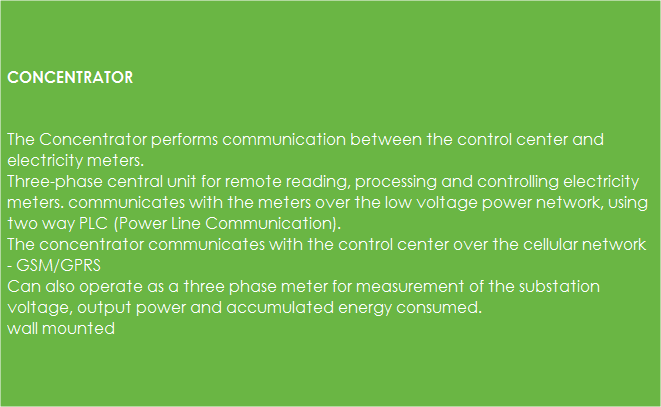 CONCENTRATOR
The Concentrator performs communication between the control center and
electricity meters.
Three-phase central unit for remote reading, processing and controlling electricity
meters. communicates with the meters over the low voltage power network, using
two way PLC (Power Line Communication).
The concentrator communicates with the control center over the cellular network
- GSM/GPRS
Can also operate as a three phase meter for measurement of the substation
voltage, output power and accumulated energy consumed.
wall mounted